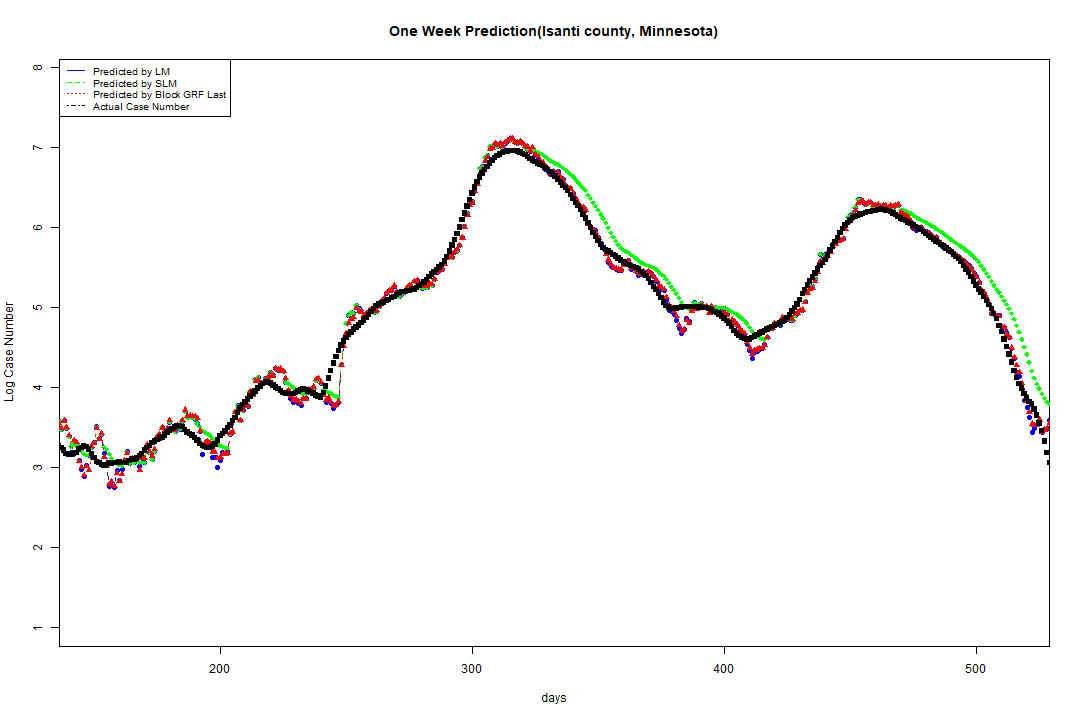 One Week Prediction(Isanti county, Minnesota)
Predicted by LM
Predicted by SLM
Predicted by Block GRF Last
Actual Case Number
8
7
6
5
4
3
2
1
Log Case Number
200 300 400 500
days